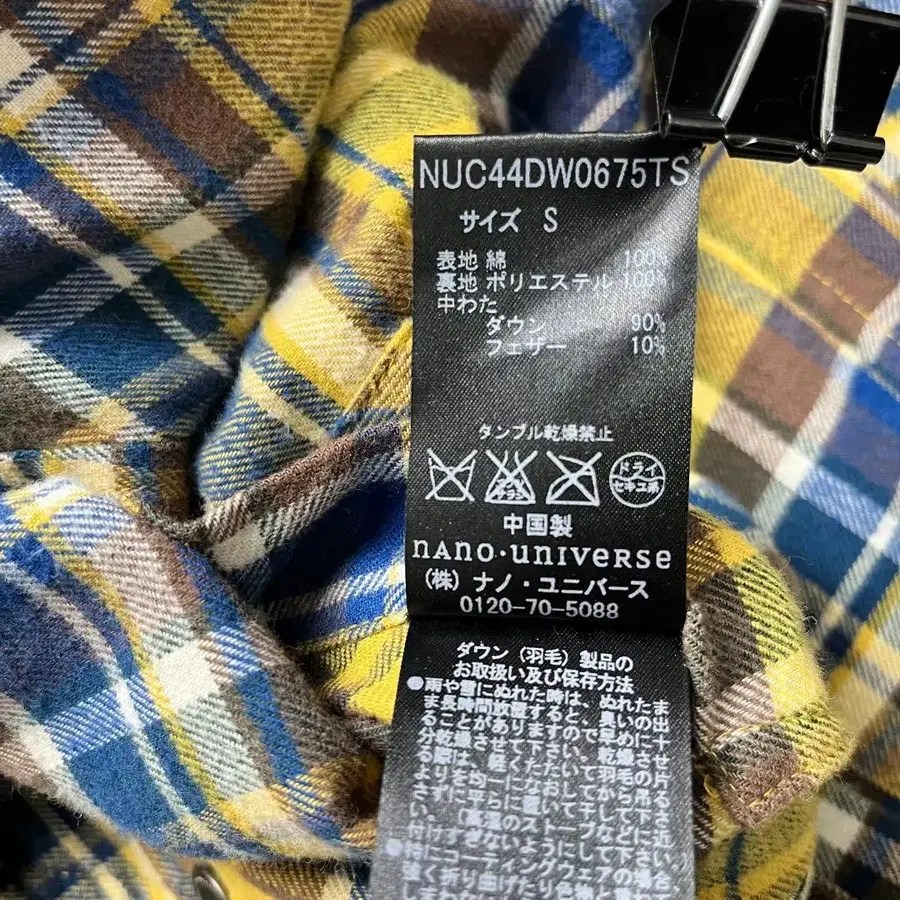 NUC44DW0675TS
サイズ S
表地 綿 100%
裏地 ポリエステル 100%
中わた
ダウン 90%
フェザー 10%
タンブル乾燥禁止
ドライ
セキユ系
中国製
nano・universe
(株) ナノ・ユニバース
0120-70-5088
ダウン (羽毛) 製品の
お取扱い及び保存方法
●雨や雪にぬれた時は、ぬれたま
ま長時間放置すると、臭いの出
ることがありますので早めに十
分乾燥させて下さい。乾燥させ
る際は、軽くたたいて羽毛の片
よりを均一になおしてから吊る
さずに平らに置いて干して下さ